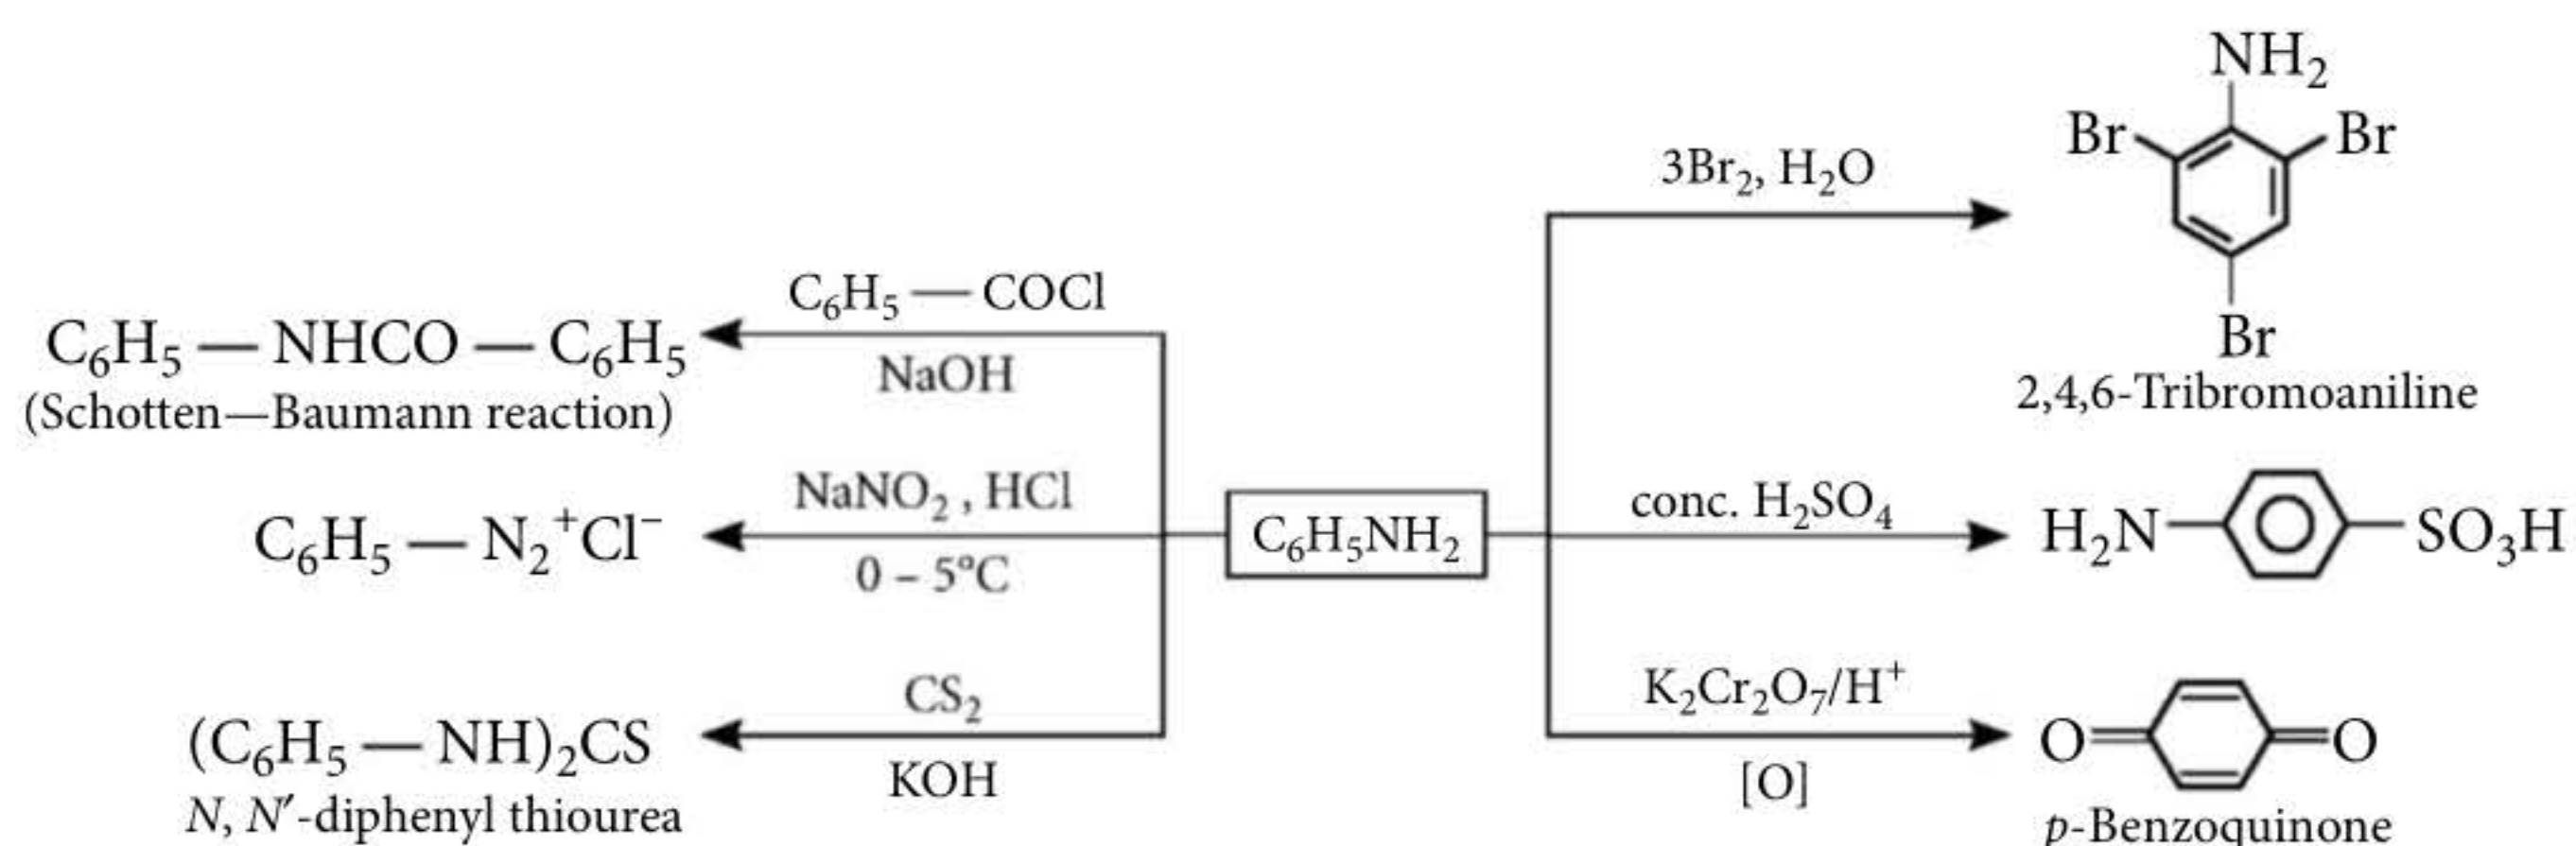 C₆H₅ — COCl
C₆H₅ — NHCO — C₆H₅
NaOH
(Schotten—Baumann reaction)
NaNO₂ , HCl
C₆H₅ — N₂⁺Cl⁻
0 – 5°C
CS₂
(C₆H₅ — NH)₂CS
KOH
N, N′-diphenyl thiourea
C₆H₅NH₂
3Br₂, H₂O
NH₂
Br Br
Br
2,4,6-Tribromoaniline
conc. H₂SO₄
H₂N SO₃H
K₂Cr₂O₇/H⁺
[O]
O O
p-Benzoquinone